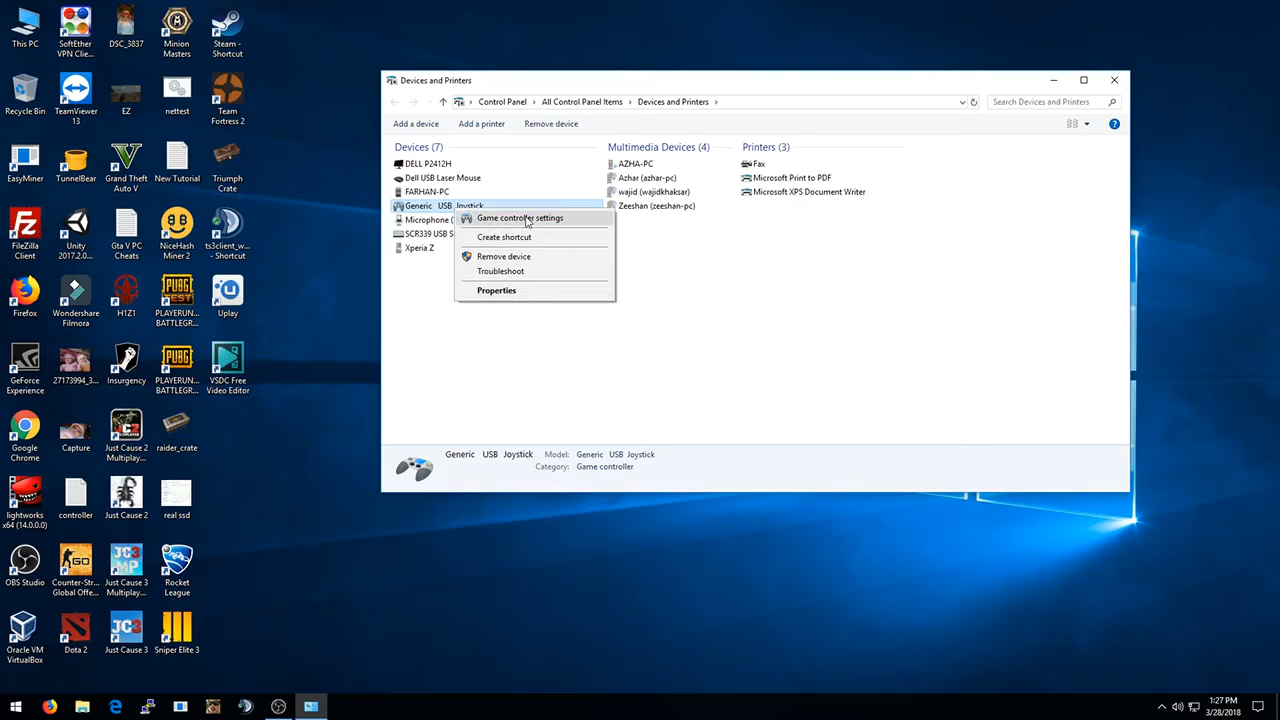 This PC
SoftEther
VPN Clie...
DSC_3837
Minion
Masters
Steam -
Shortcut
Recycle Bin
TeamViewer
13
EZ
nettest
Team
Fortress 2
EasyMiner
TunnelBear
Grand Theft
Auto V
New Tutorial
Triumph
Crate
FileZilla
Client
Unity
2017.2.0...
Gta V PC
Cheats
NiceHash
Miner 2
ts3client_w...
- Shortcut
Firefox
Wondershare
Filmora
H1Z1
PLAYERUN...
BATTLEGR...
Uplay
GeForce
Experience
27173994_3...
Insurgency
PLAYERUN...
BATTLEGR...
VSDC Free
Video Editor
Google
Chrome
Capture
Just Cause 2
Multiplay...
raider_crate
lightworks
x64 (14.0.0.0)
controller
Just Cause 2
real ssd
OBS Studio
Counter-Str...
Global Offe...
Just Cause 3
Multiplaye...
Rocket
League
Oracle VM
VirtualBox
Dota 2
Just Cause 3
Sniper Elite 3
Devices and Printers
Control Panel > All Control Panel Items > Devices and Printers >
Search Devices and Printers
Add a device
Add a printer
Remove device
Devices (7)
DELL P2412H
Dell USB Laser Mouse
FARHAN-PC
Generic USB Joystick
Microphone (
SCR339 USB S
Xperia Z
Multimedia Devices (4)
AZHA-PC
Azhar (azhar-pc)
wajid (wajidkhaksar)
Zeeshan (zeeshan-pc)
Printers (3)
Fax
Microsoft Print to PDF
Microsoft XPS Document Writer
Game controller settings
Create shortcut
Remove device
Troubleshoot
Properties
Generic USB Joystick
Model: Generic USB Joystick
Category: Game controller
1:27 PM
3/28/2018